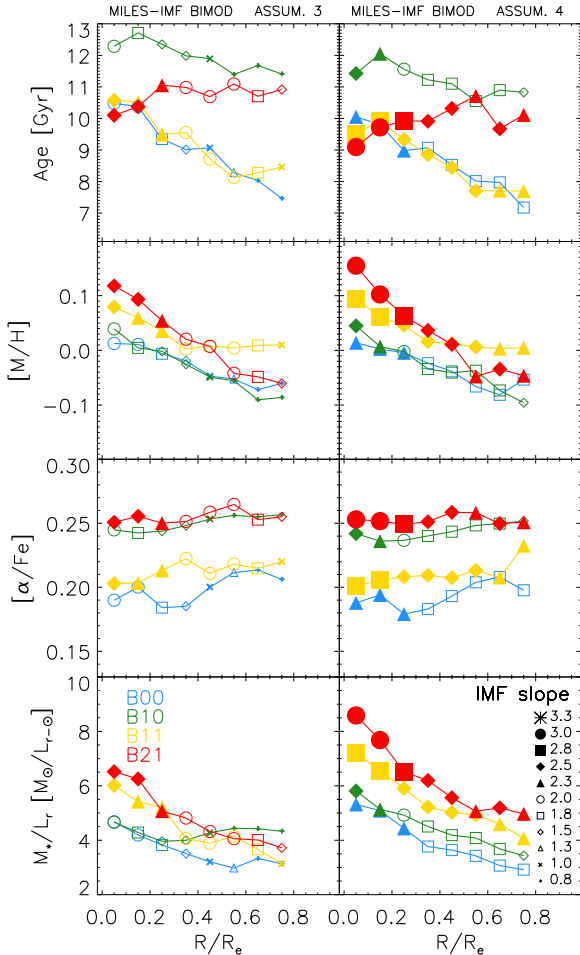 MILES-IMF BIMOD ASSUM. 3
MILES-IMF BIMOD ASSUM. 4
Age [Gyr]
13
12
11
10
9
8
7
[M/H]
0.1
0.0
-0.1
[α/Fe]
0.30
0.25
0.20
0.15
M*/Lr [M⊙/Lr-⊙]
10
8
6
4
2
B00
B10
B11
B21
IMF slope
3.3
3.0
2.8
2.5
2.3
2.0
1.8
1.5
1.3
1.0
0.8
0.0 0.2 0.4 0.6 0.8
0.0 0.2 0.4 0.6 0.8
R/Re
R/Re